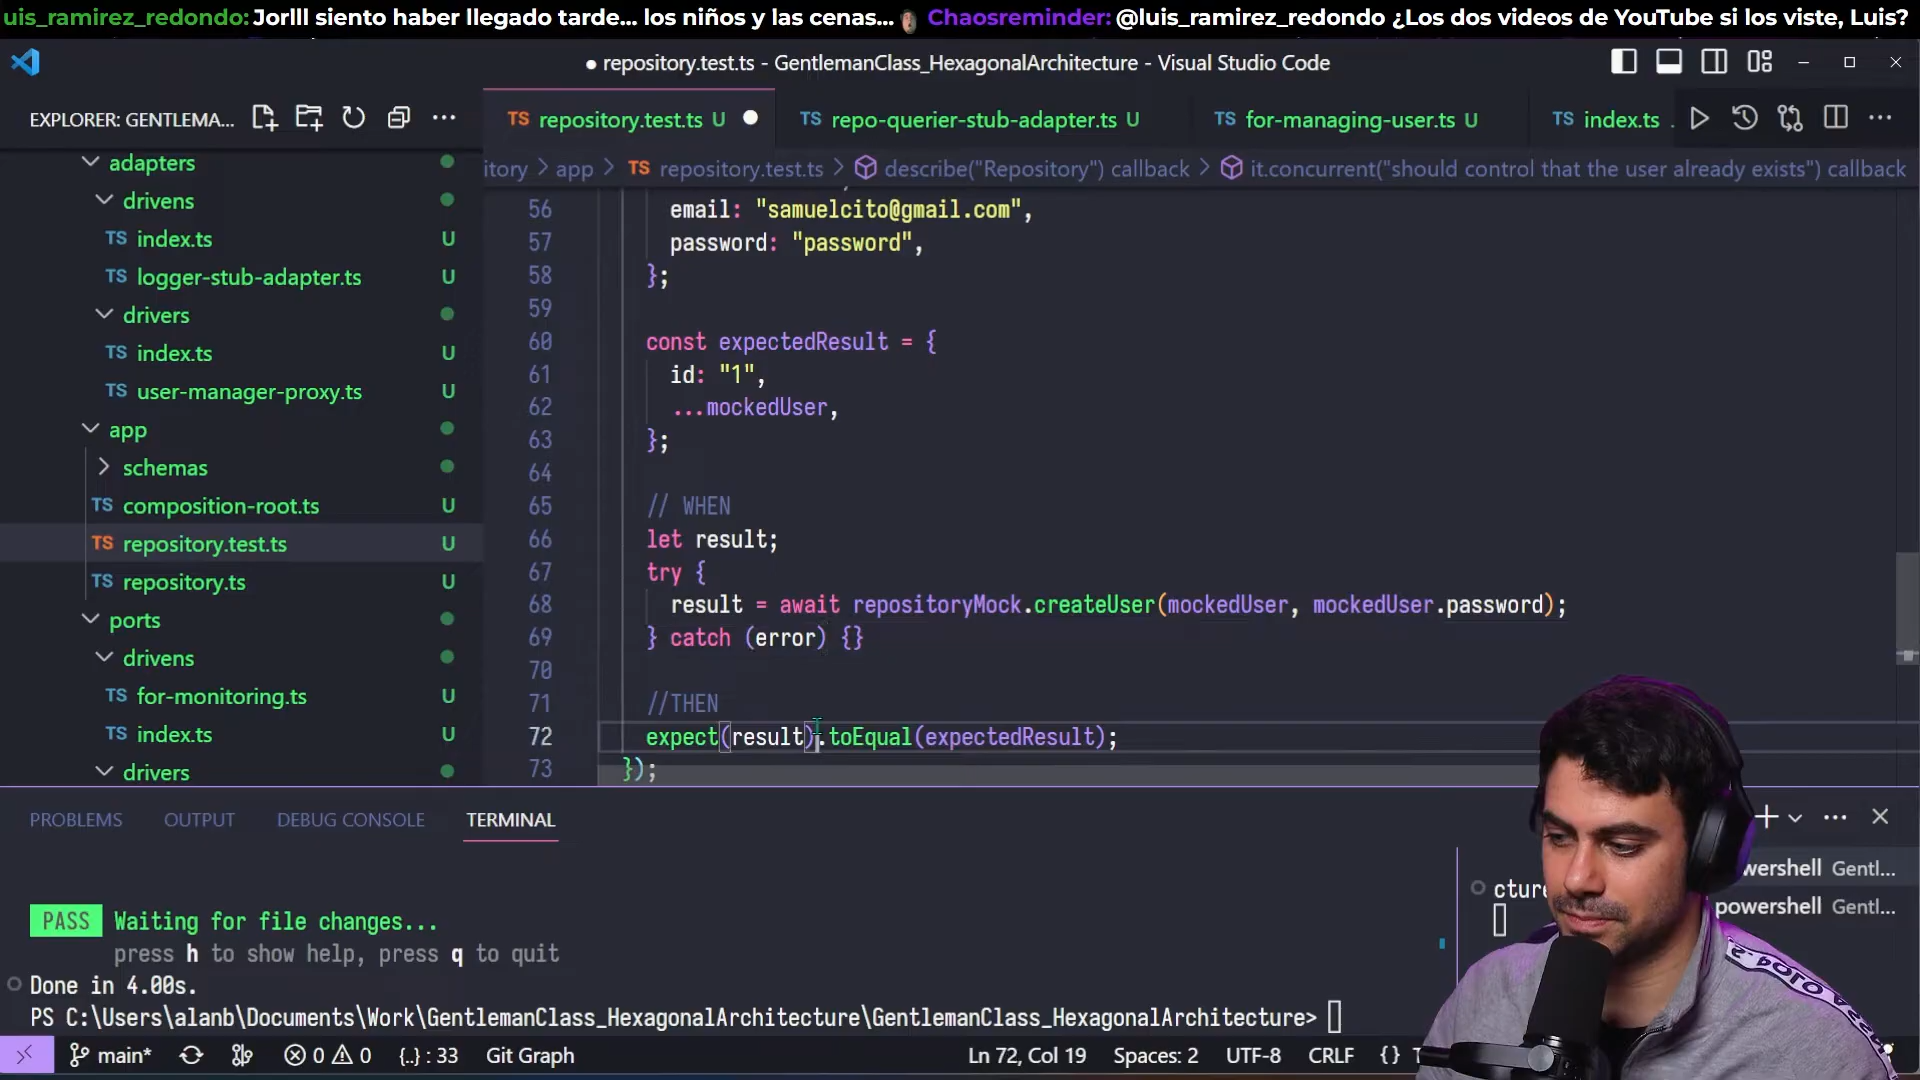 uis_ramirez_redondo: Jorlll siento haber llegado tarde... los niños y las cenas... Chaosreminder: @luis_ramirez_redondo ¿Los dos videos de YouTube si los viste, Luis?
● repository.test.ts - GentlemanClass_HexagonalArchitecture - Visual Studio Code
EXPLORER: GENTLEMA...
TS repository.test.ts U
TS repo-querier-stub-adapter.ts U
TS for-managing-user.ts U
TS index.ts
itory > app > TS repository.test.ts > describe("Repository") callback > it.concurrent("should control that the user already exists") callback
adapters
drivens
TS index.ts U
TS logger-stub-adapter.ts U
drivers
TS index.ts U
TS user-manager-proxy.ts U
app
schemas
TS composition-root.ts U
TS repository.test.ts U
TS repository.ts U
ports
drivens
TS for-monitoring.ts U
TS index.ts U
drivers
56 email: "samuelcito@gmail.com",
57 password: "password",
58 };
59
60 const expectedResult = {
61 id: "1",
62 ...mockedUser,
63 };
64
65 // WHEN
66 let result;
67 try {
68 result = await repositoryMock.createUser(mockedUser, mockedUser.password);
69 } catch (error) {}
70
71 //THEN
72 expect(result).toEqual(expectedResult);
73 });
PROBLEMS OUTPUT DEBUG CONSOLE TERMINAL
PASS Waiting for file changes...
press h to show help, press q to quit
Done in 4.00s.
PS C:\Users\alanb\Documents\Work\GentlemanClass_HexagonalArchitecture\GentlemanClass_HexagonalArchitecture>
cture
wershell Gentl...
powershell Gentl...
main* 0 0 {..} : 33 Git Graph Ln 72, Col 19 Spaces: 2 UTF-8 CRLF { }